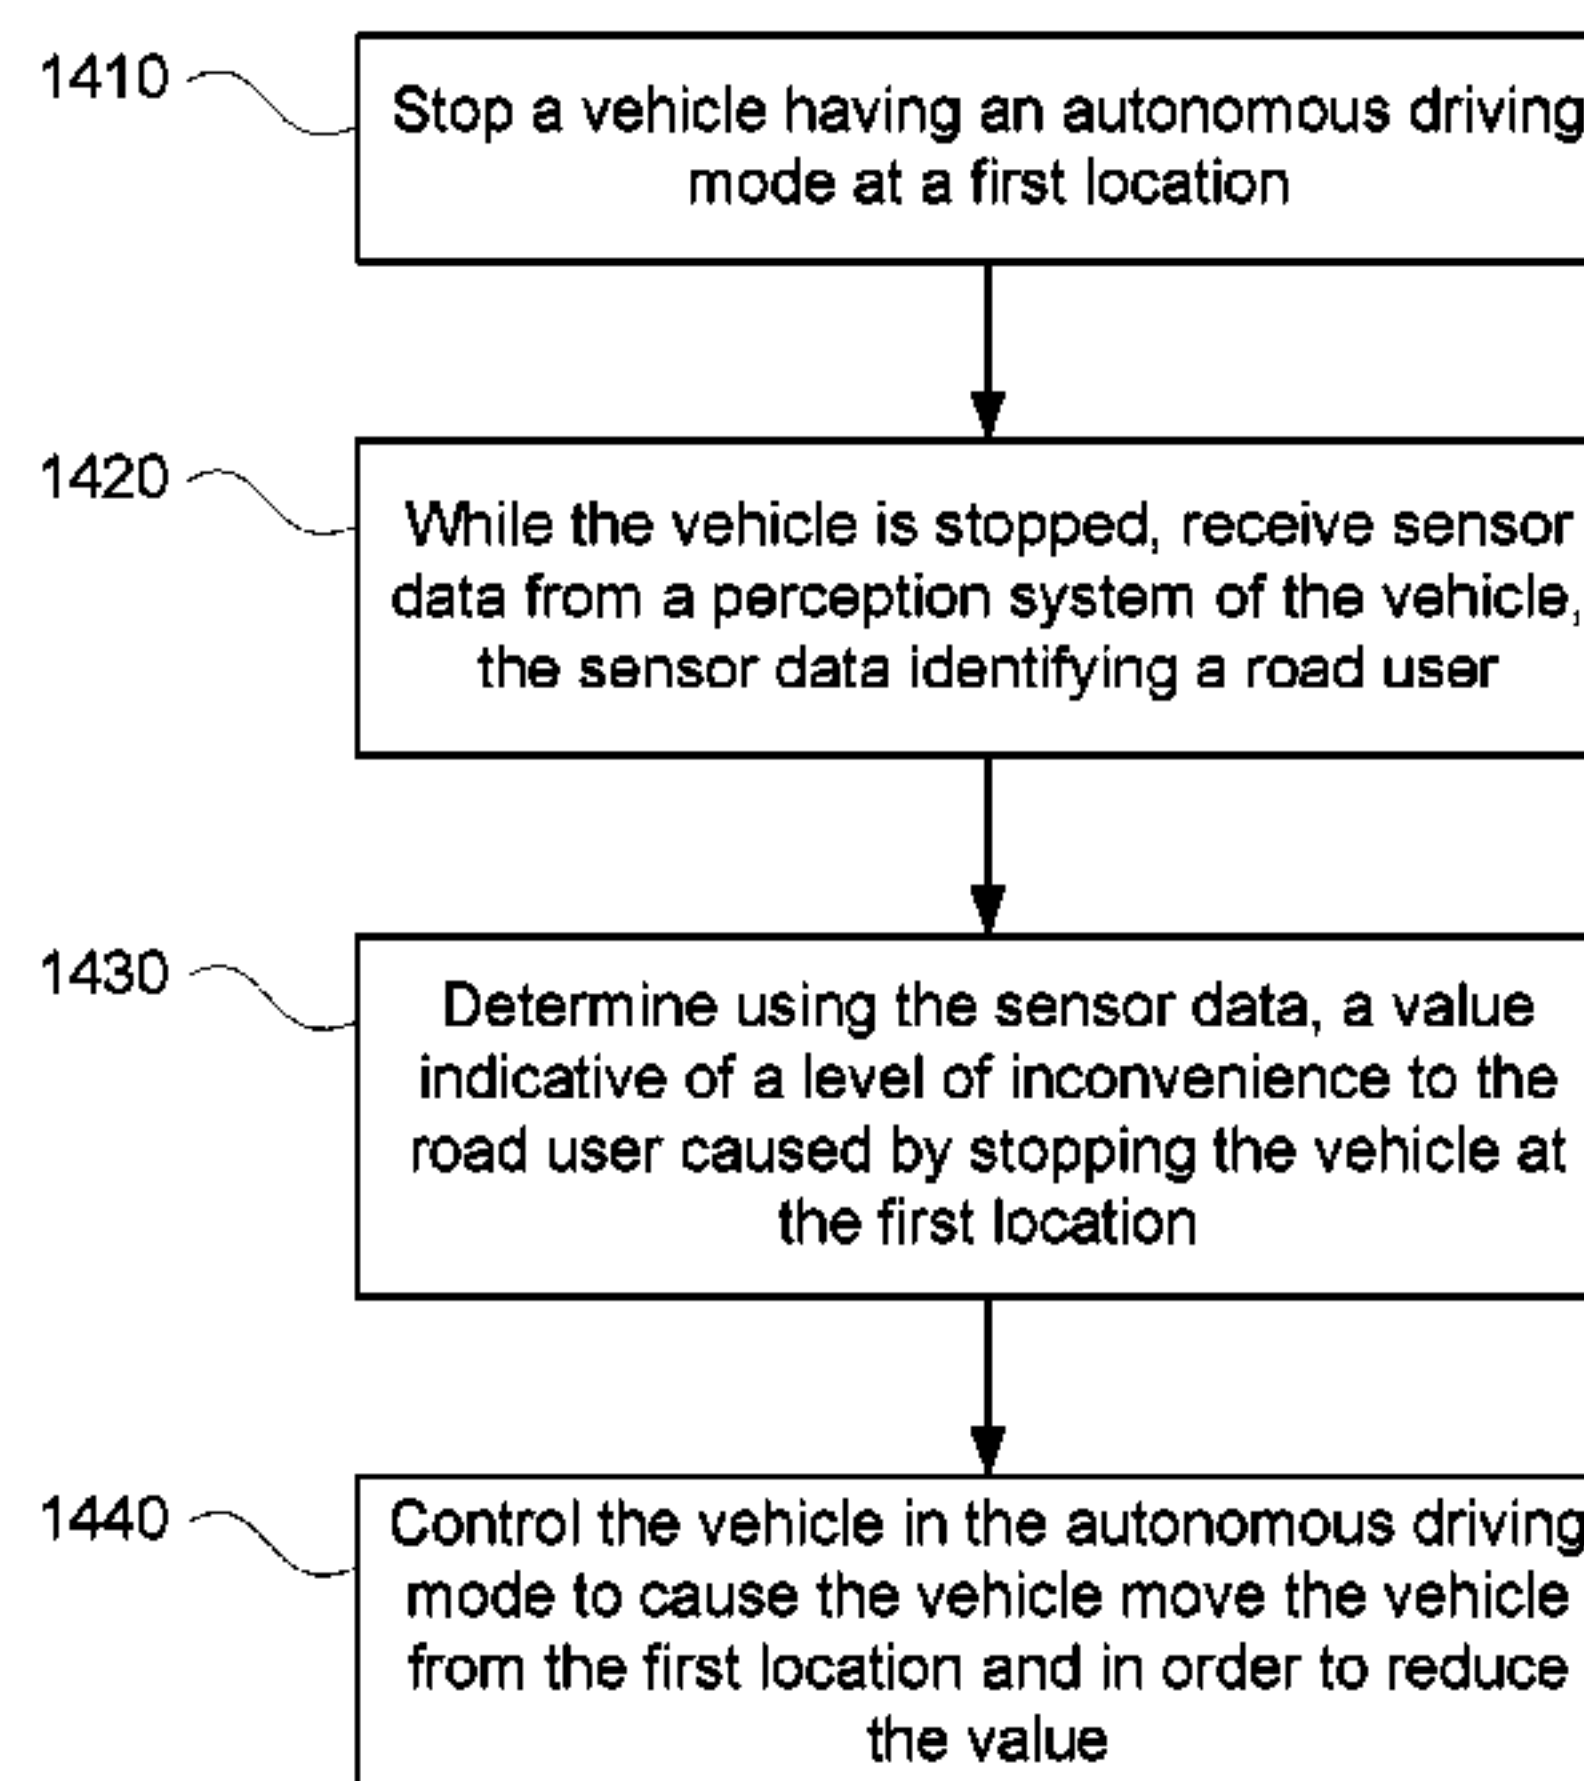 1410
Stop a vehicle having an autonomous driving
mode at a first location
1420
While the vehicle is stopped, receive sensor
data from a perception system of the vehicle,
the sensor data identifying a road user
1430
Determine using the sensor data, a value
indicative of a level of inconvenience to the
road user caused by stopping the vehicle at
the first location
1440
Control the vehicle in the autonomous driving
mode to cause the vehicle move the vehicle
from the first location and in order to reduce
the value